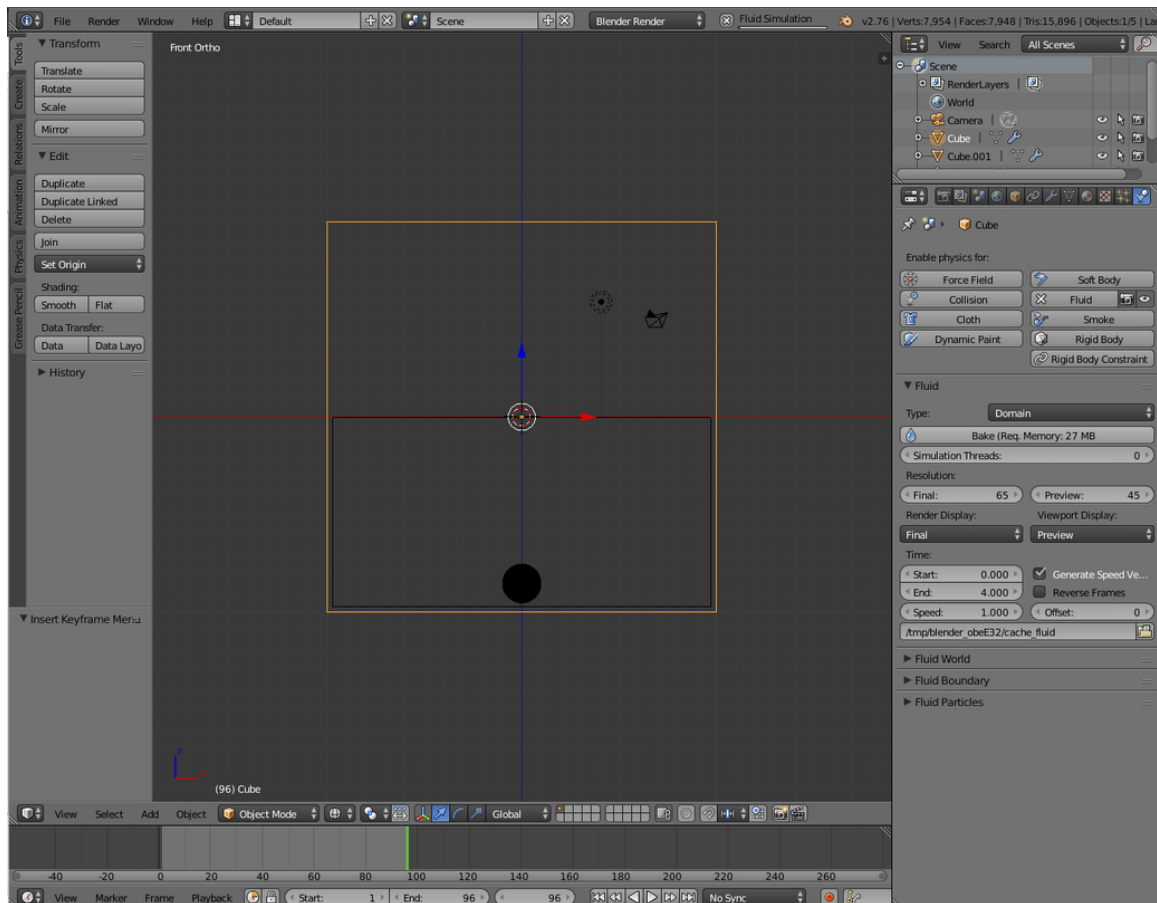 File Render Window Help Default Scene Blender Render Fluid Simulation v2.76 | Verts:7,954 | Faces:7,948 | Tris:15,896 | Objects:1/5 | La
Tools
Create
Relations
Animation
Physics
Grease Pencil
Transform
Translate
Rotate
Scale
Mirror
Edit
Duplicate
Duplicate Linked
Delete
Join
Set Origin
Shading:
Smooth Flat
Data Transfer:
Data Data Layo
History
Insert Keyframe Menu
Front Ortho
z
x
(96) Cube
View Search All Scenes
Scene
RenderLayers |
World
Camera |
Cube |
Cube.001 |
Cube
Enable physics for:
Force Field Soft Body
Collision Fluid
Cloth Smoke
Dynamic Paint Rigid Body
Rigid Body Constraint
Fluid
Type: Domain
Bake (Req. Memory: 27 MB
Simulation Threads: 0
Resolution:
Final: 65 Preview: 45
Render Display: Viewport Display:
Final Preview
Time:
Start: 0.000 Generate Speed Ve...
End: 4.000 Reverse Frames
Speed: 1.000 Offset: 0
/tmp/blender_obeE32/cache_fluid
Fluid World
Fluid Boundary
Fluid Particles
View Select Add Object Object Mode Global
-40 -20 0 20 40 60 80 100 120 140 160 180 200 220 240 260
View Marker Frame Playback Start: 1 End: 96 96 No Sync